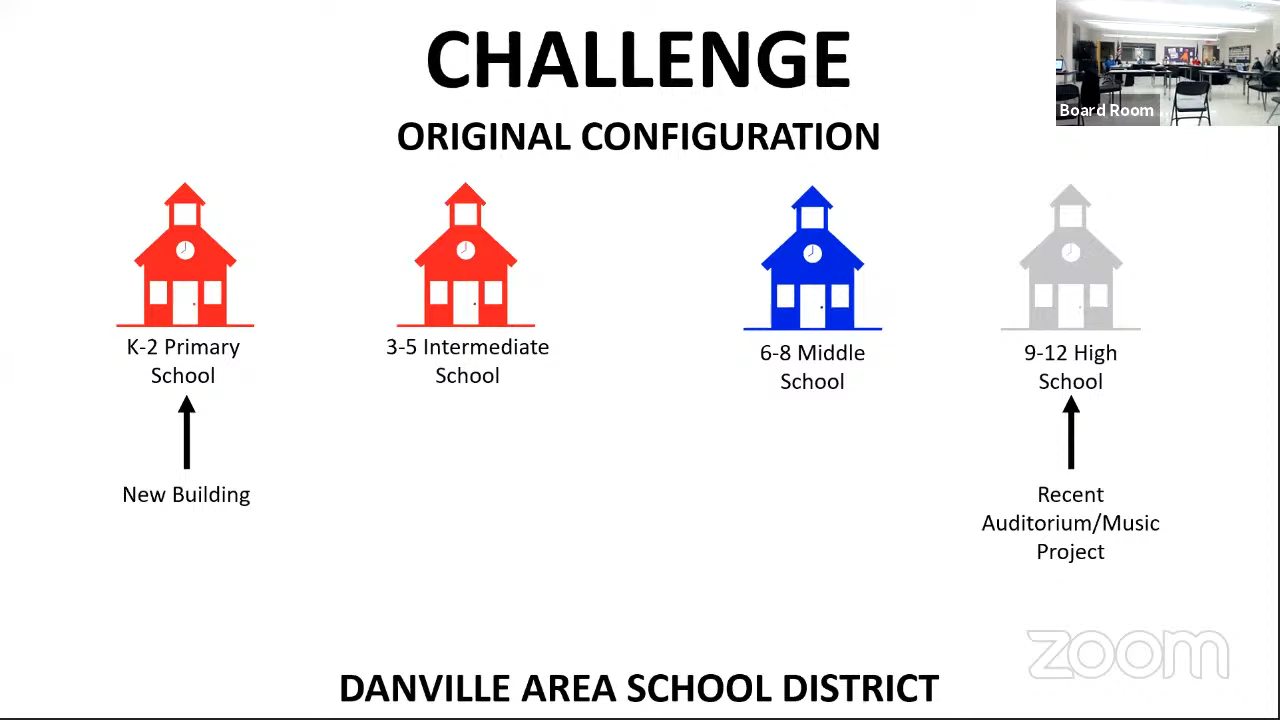 CHALLENGE
ORIGINAL CONFIGURATION
Board Room
K-2 Primary
School
3-5 Intermediate
School
6-8 Middle
School
9-12 High
School
New Building
Recent
Auditorium/Music
Project
zoom
DANVILLE AREA SCHOOL DISTRICT